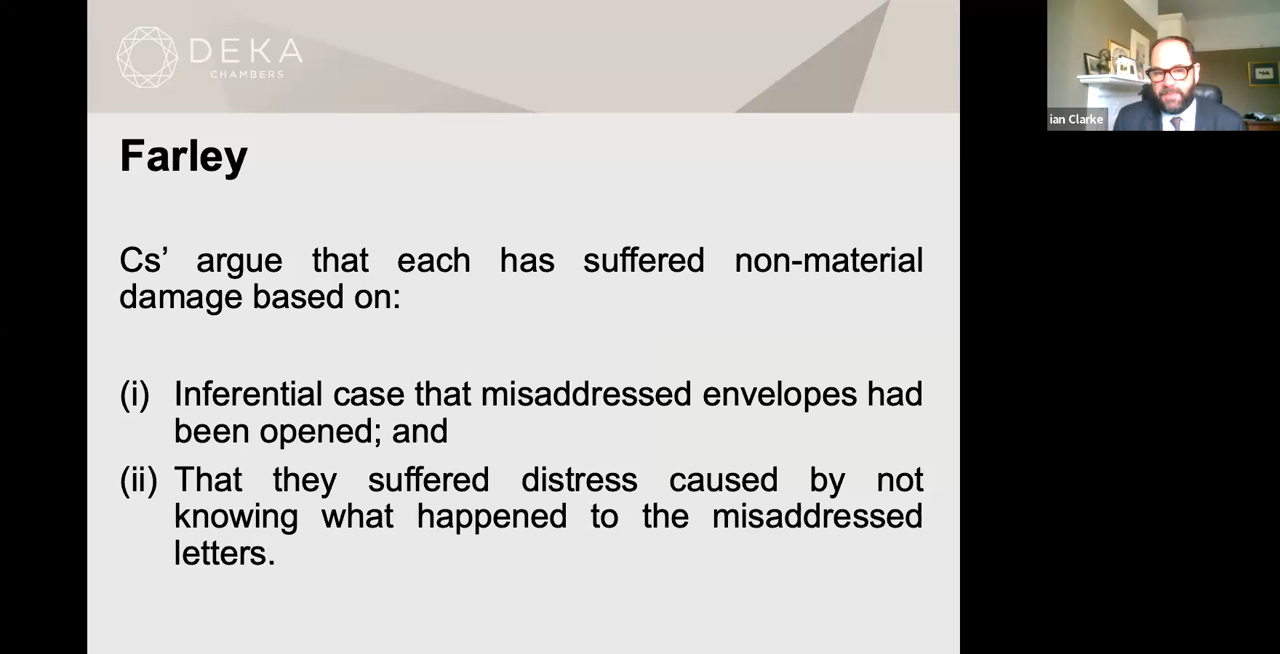 DEKA
CHAMBERS
ian Clarke
Farley
Cs’ argue that each has suffered non-material
damage based on:
(i) Inferential case that misaddressed envelopes had
been opened; and
(ii) That they suffered distress caused by not
knowing what happened to the misaddressed
letters.